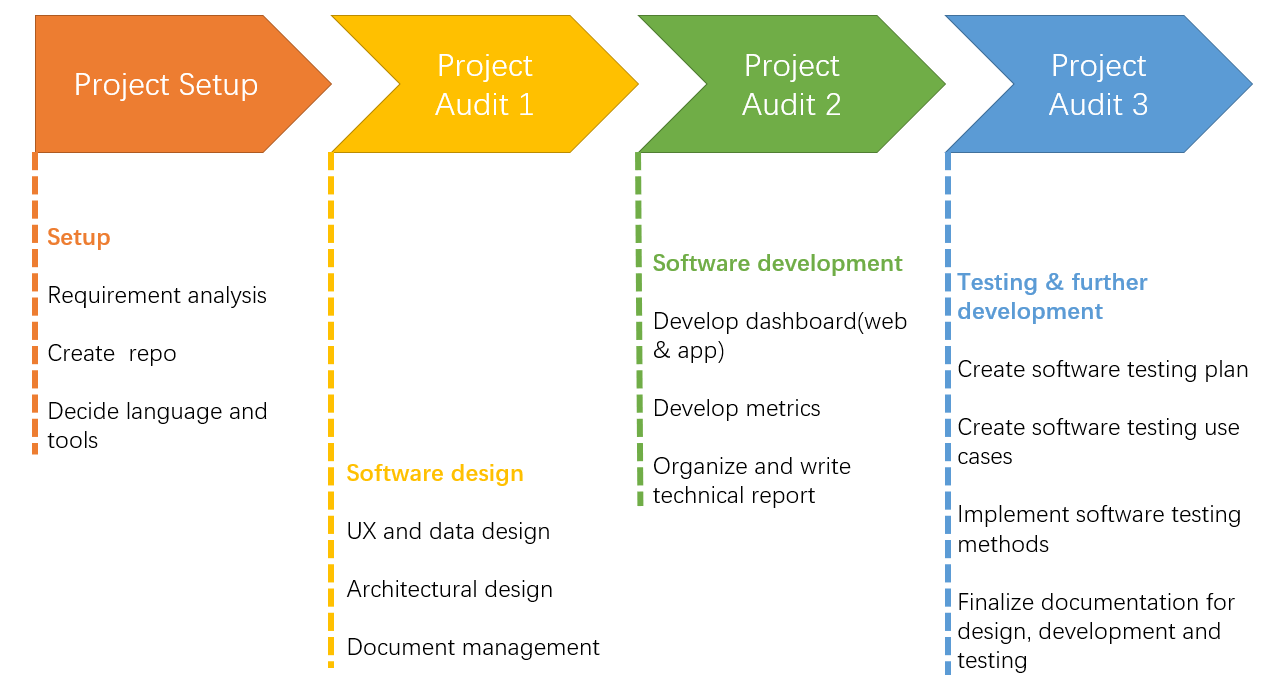 Project Setup
Project
Audit 1
Project
Audit 2
Project
Audit 3
Setup
Requirement analysis
Create  repo
Decide language and
tools
Software design
UX and data design
Architectural design
Document management
Software development
Develop dashboard(web
& app)
Develop metrics
Organize and write
technical report
Testing & further
development
Create software testing plan
Create software testing use
cases
Implement software testing
methods
Finalize documentation for
design, development and
testing